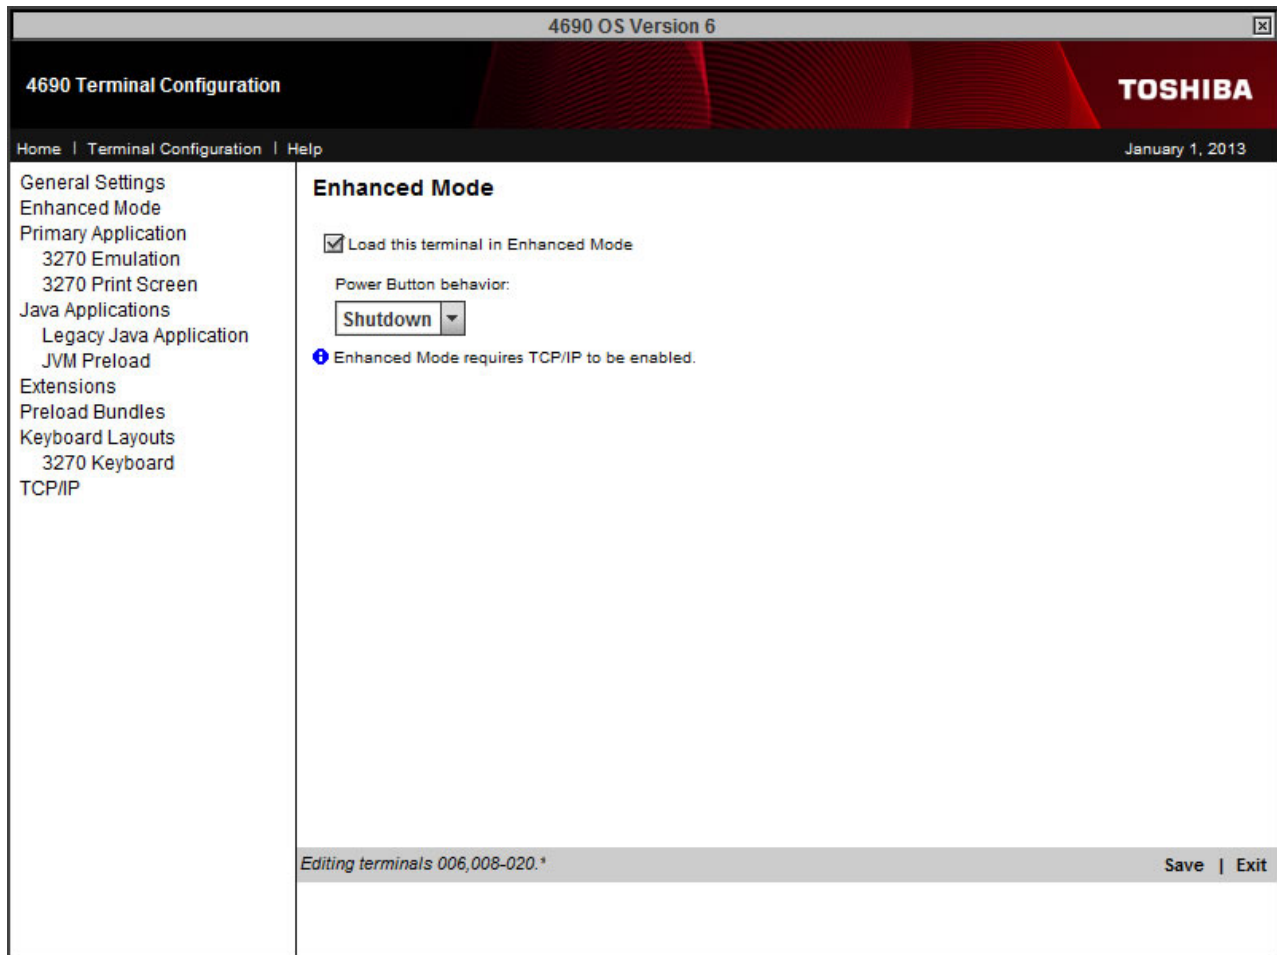 4690 OS Version 6
4690 Terminal Configuration
TOSHIBA
Home | Terminal Configuration | Help
January 1, 2013
General Settings
Enhanced Mode
Primary Application
3270 Emulation
3270 Print Screen
Java Applications
Legacy Java Application
JVM Preload
Extensions
Preload Bundles
Keyboard Layouts
3270 Keyboard
TCP/IP
Enhanced Mode
Load this terminal in Enhanced Mode
Power Button behavior:
Shutdown
Enhanced Mode requires TCP/IP to be enabled.
Editing terminals 006,008-020.*
Save | Exit